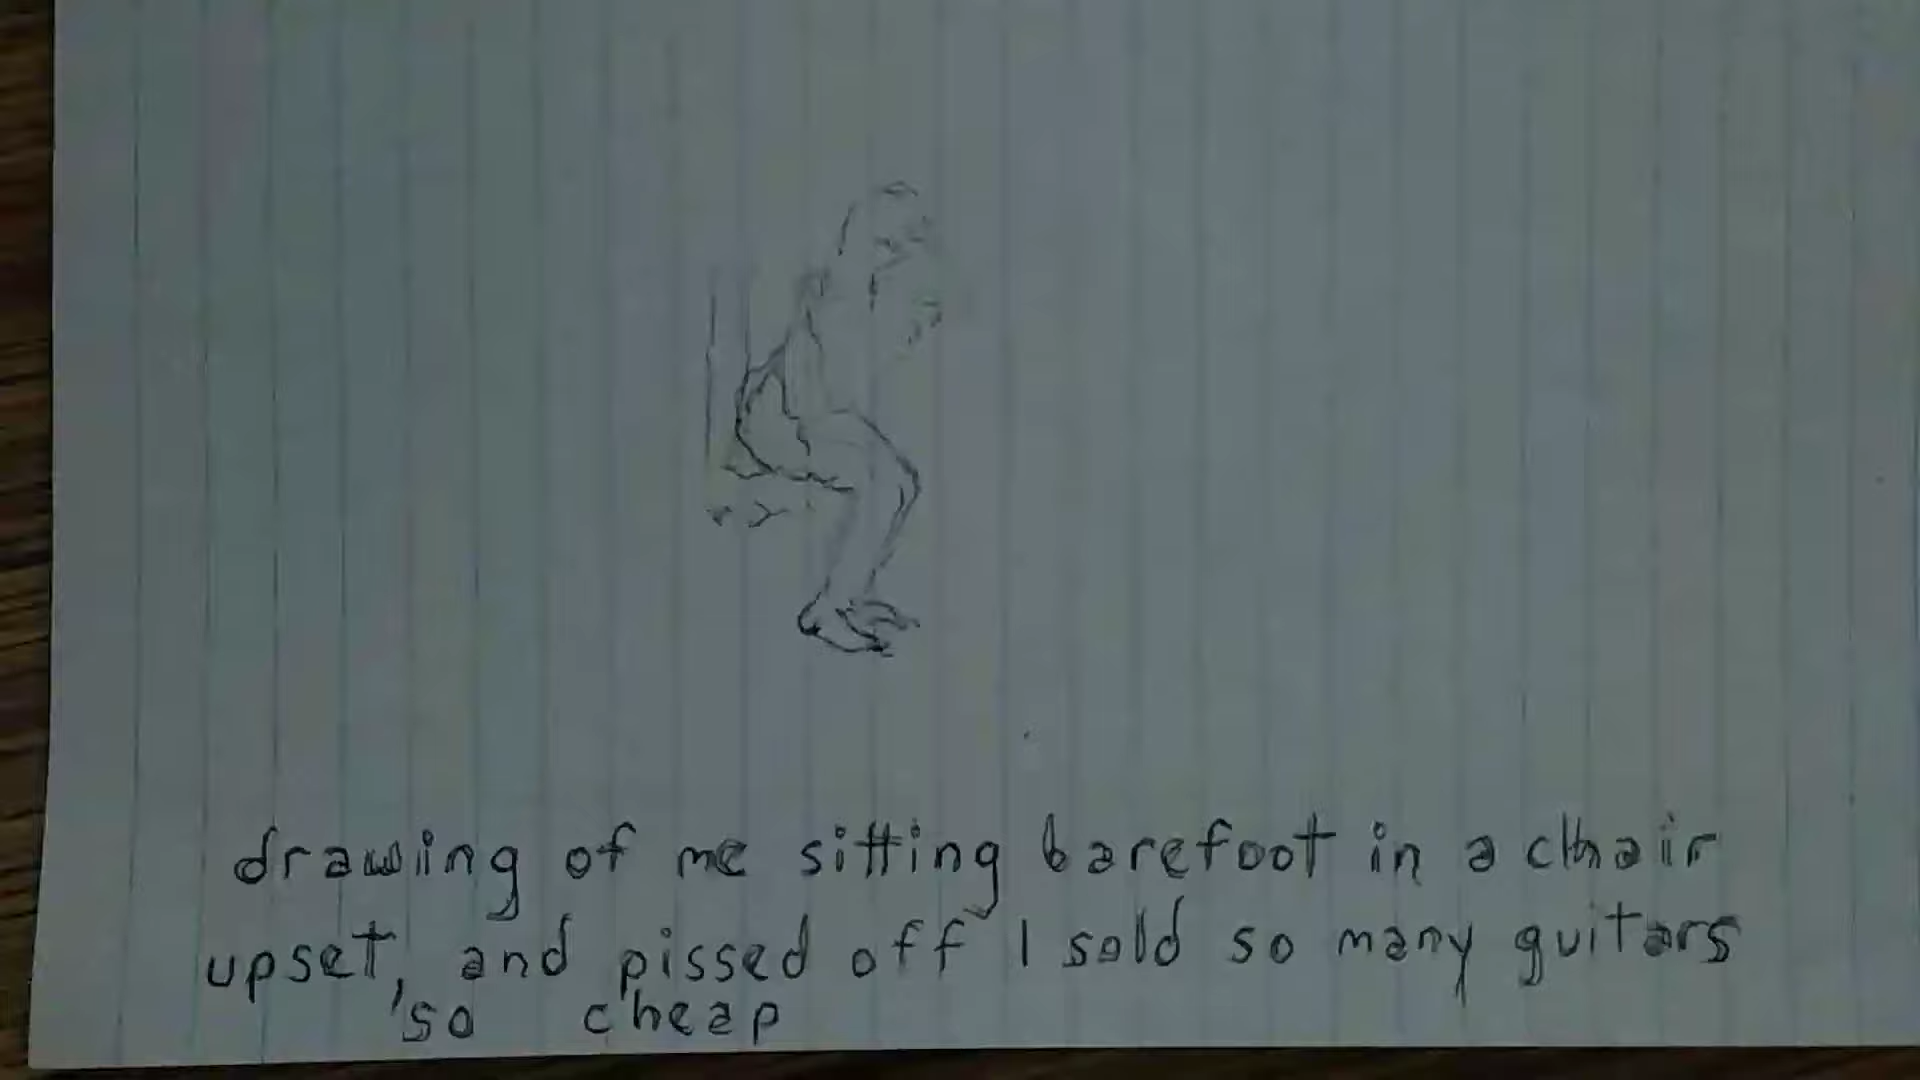 drawing of me sitting barefoot in a chair
upset, and pissed off I sold so many guitars
so cheap